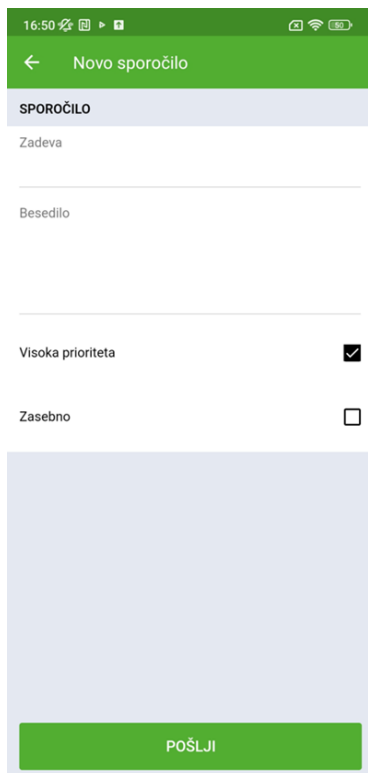 16:50
50
Novo sporočilo
SPOROČILO
Zadeva
Besedilo
Visoka prioriteta
Zasebno
POŠLJI